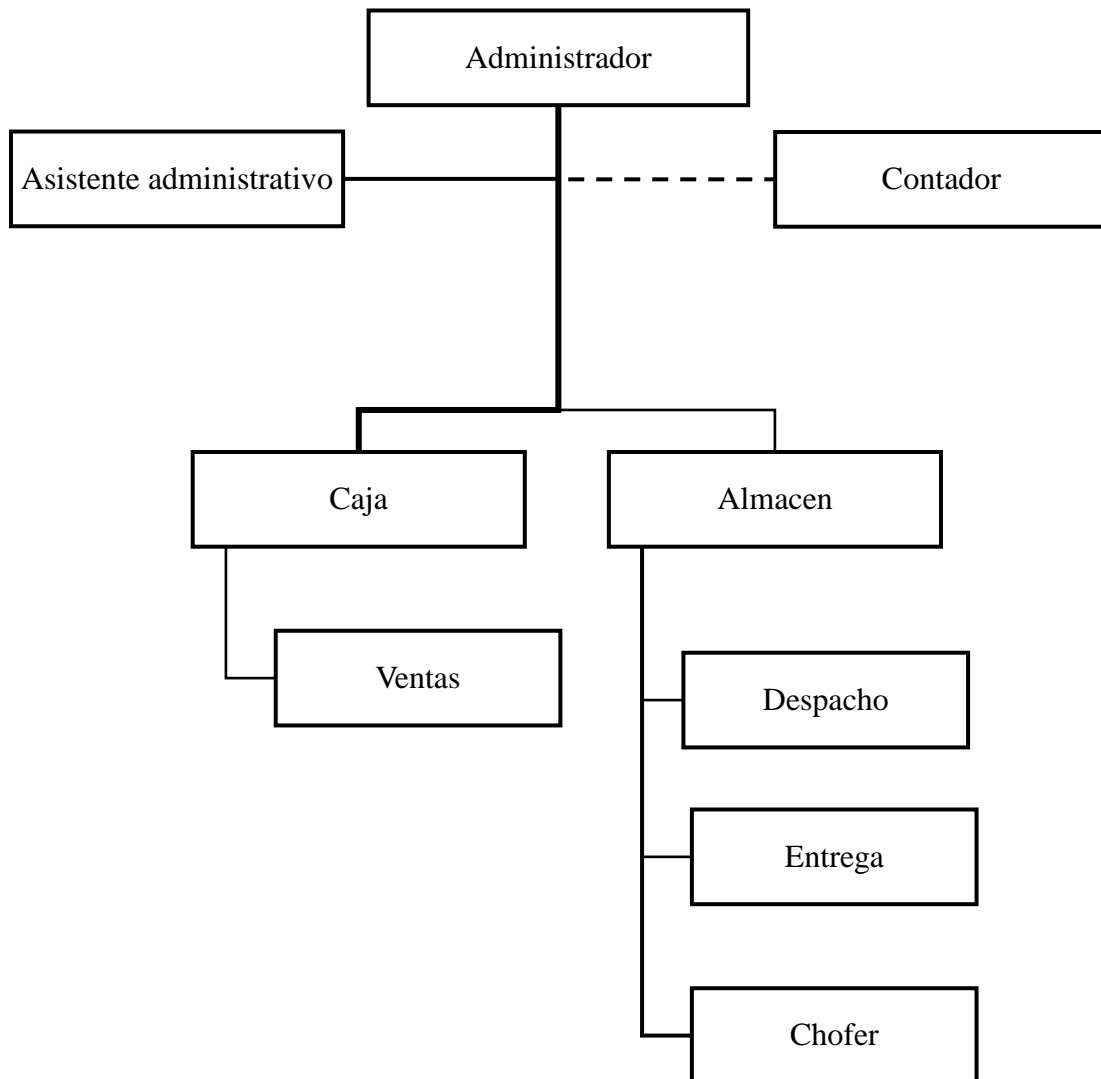 Administrador
Asistente administrativo
Contador
Caja
Almacen
Ventas
Despacho
Entrega
Chofer